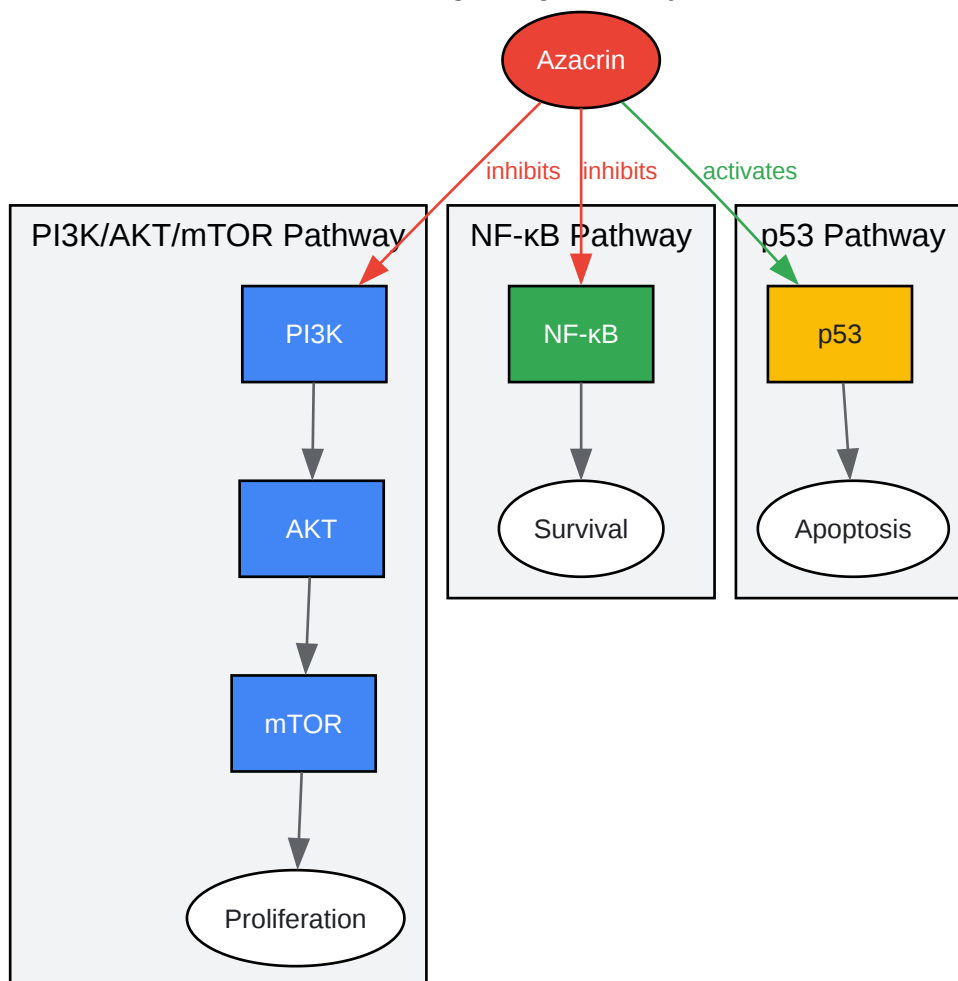 Azacrin
inhibits inhibits activates
PI3K/AKT/mTOR Pathway
NF-κB Pathway
p53 Pathway
PI3K
NF-κB
p53
AKT
Survival
Apoptosis
mTOR
Proliferation